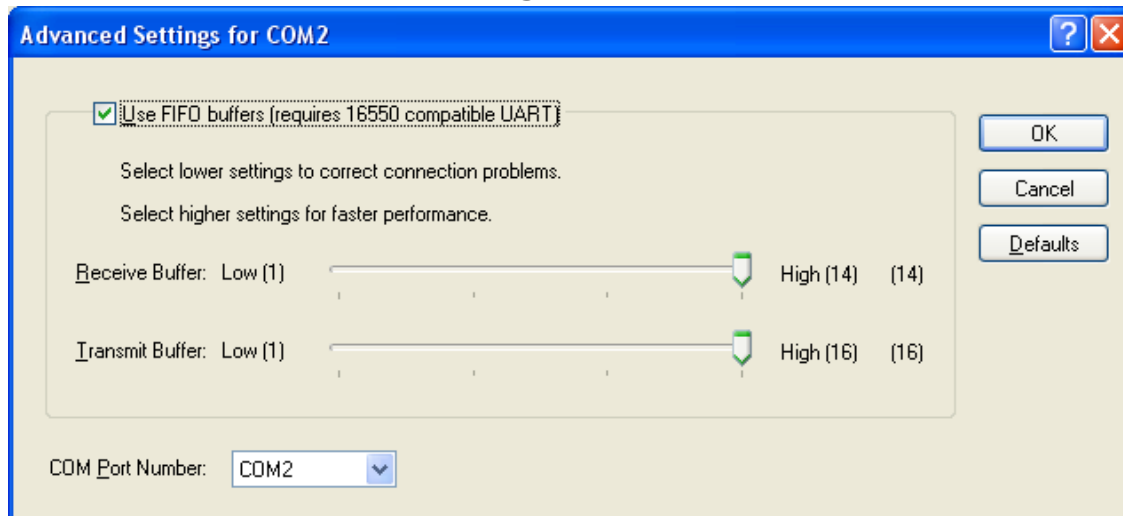 Advanced Settings for COM2
Use FIFO buffers (requires 16550 compatible UART)
OK
Select lower settings to correct connection problems.
Cancel
Select higher settings for faster performance.
Defaults
Receive Buffer: Low (1) High (14) (14)
Transmit Buffer: Low (1) High (16) (16)
COM Port Number: COM2